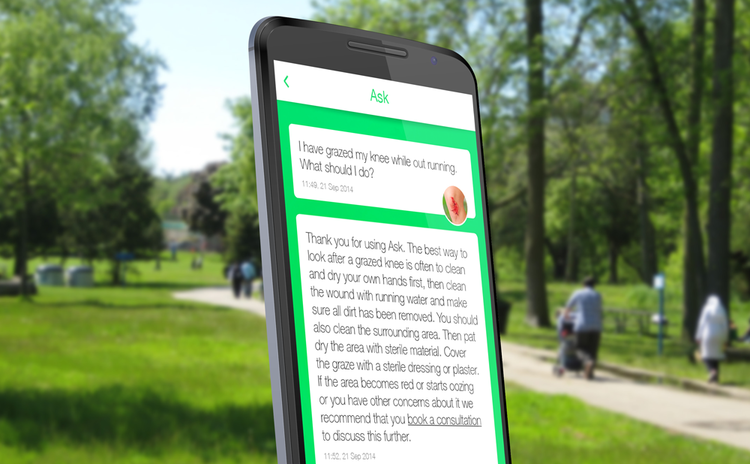 Ask
I have grazed my knee while out running.
What should I do?
11:49, 21 Sep 2014
Thank you for using Ask. The best way to
look after a grazed knee is often to clean
and dry your own hands first, then clean
the wound with running water and make
sure all dirt has been removed. You should
also clean the surrounding area. Then pat
dry the area with sterile material. Cover
the graze with a sterile dressing or plaster.
If the area becomes red or starts oozing
or you have other concerns about it we
recommend that you book a consultation
to discuss this further.
11:52, 21 Sep 2014